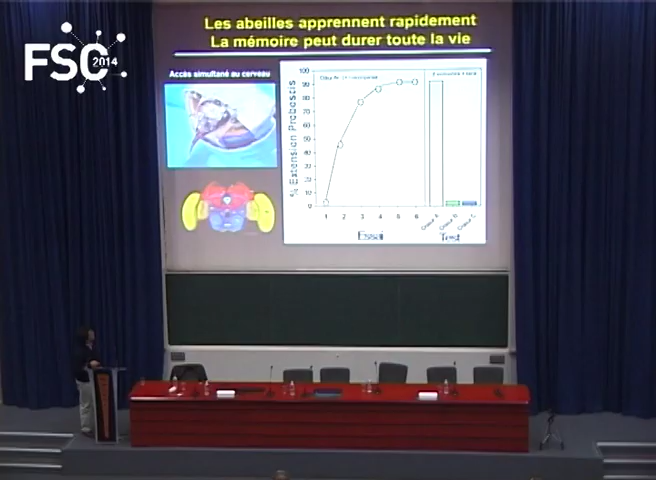 FSC
2014
Les abeilles apprennent rapidement
La mémoire peut durer toute la vie
Accès simultané au cerveau
% Extension Proboscis
100
90
80
70
60
50
40
30
20
10
0
1 2 3 4 5 6
Essai
Test